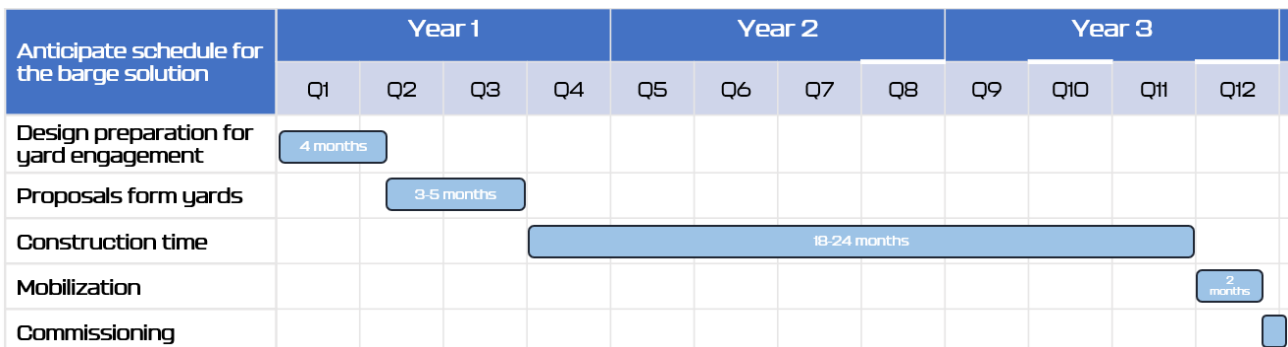 Anticipate schedule for
the barge solution
Year 1
Year 2
Year 3
Q1
Q2
Q3
Q4
Q5
Q6
Q7
Q8
Q9
Q10
Q11
Q12
Design preparation for
yard engagement
4 months
Proposals form yards
3-5 months
Construction time
18-24 months
Mobilization
2
months
Commissioning